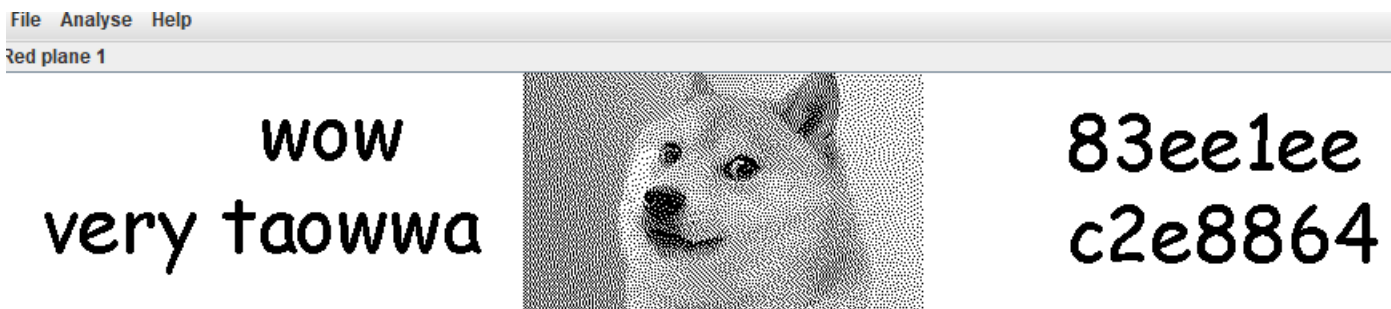 File Analyse Help
Red plane 1
wow
very taowwa
83ee1ee
c2e8864